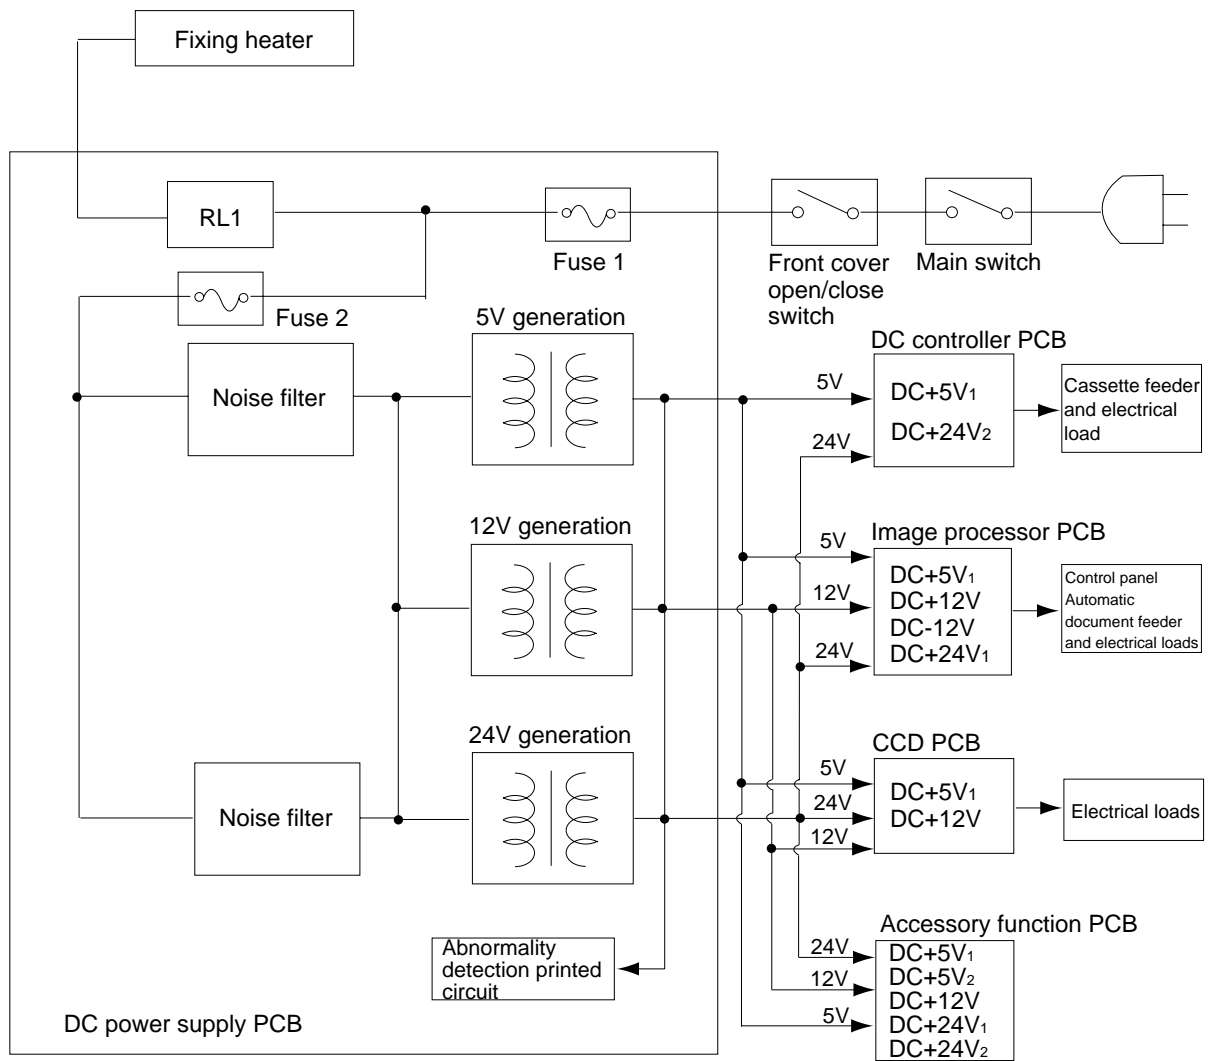 Fixing heater
RL1
Fuse 1
Front cover
open/close
switch
Main switch
Fuse 2
5V generation
DC controller PCB
Noise filter
5V
DC+5V1
DC+24V2
24V
Cassette feeder
and electrical
load
12V generation
Image processor PCB
5V
12V
24V
DC+5V1
DC+12V
DC-12V
DC+24V1
Control panel
Automatic
document feeder
and electrical loads
24V generation
CCD PCB
Noise filter
5V
24V
12V
DC+5V1
DC+12V
Electrical loads
Accessory function PCB
Abnormality
detection printed
circuit
24V
12V
5V
DC+5V1
DC+5V2
DC+12V
DC+24V1
DC+24V2
DC power supply PCB